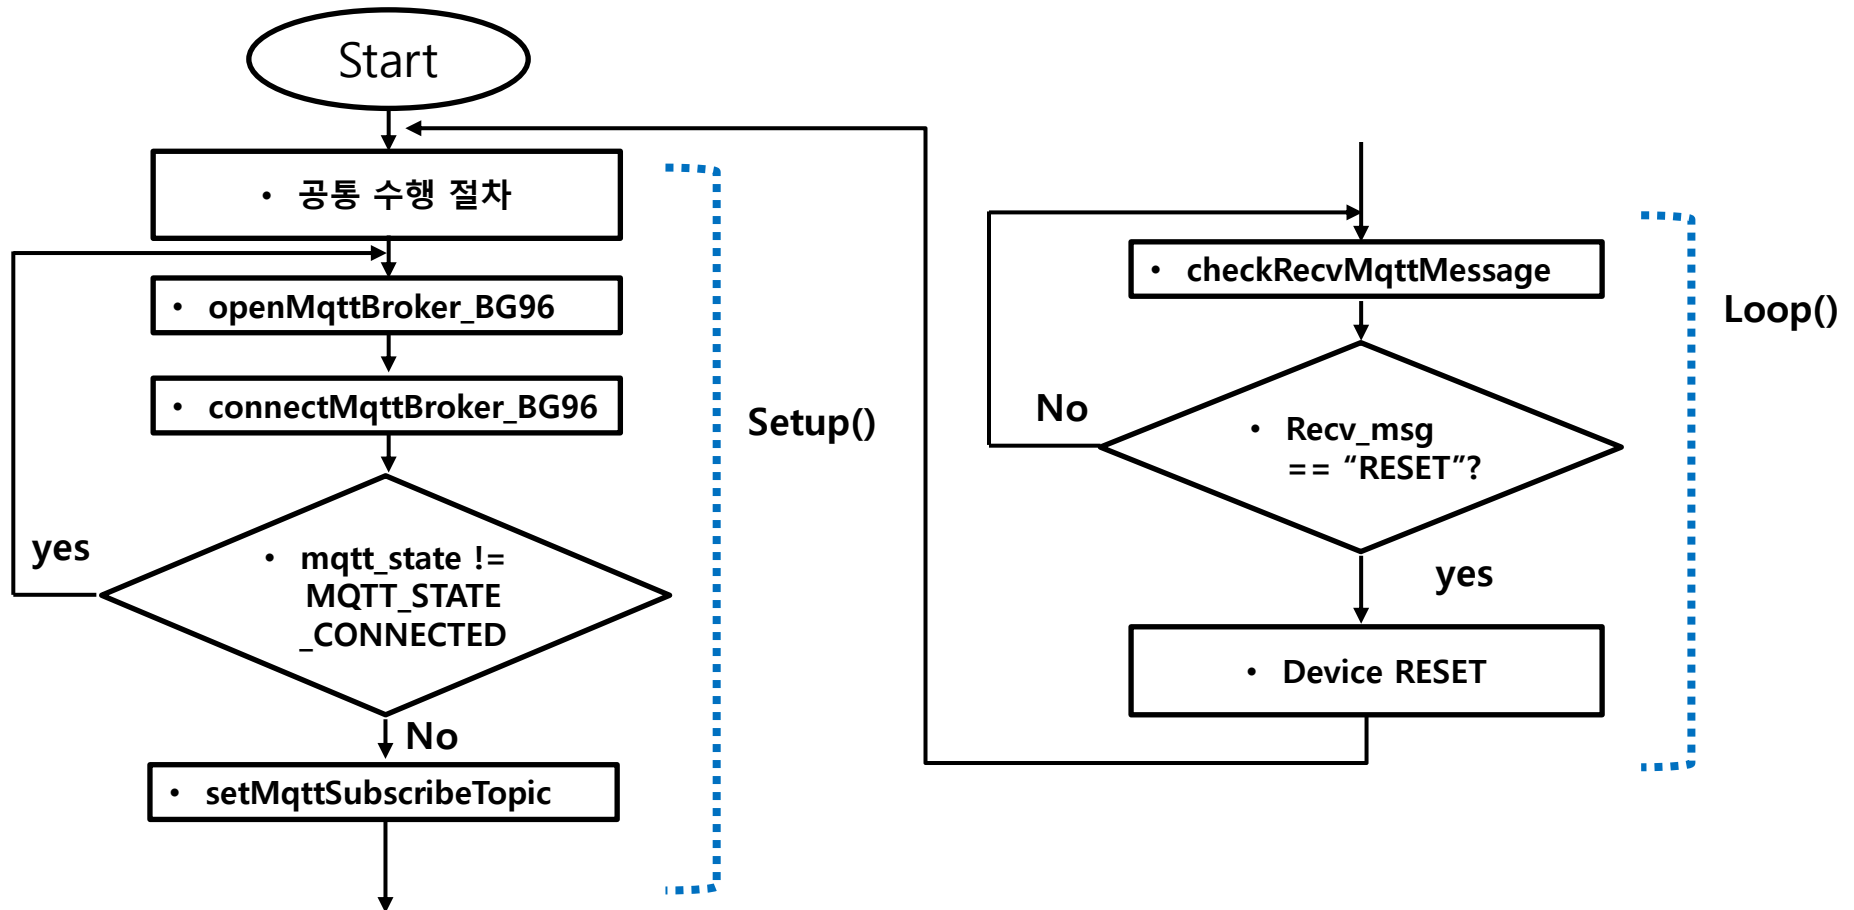 Start
• 공통 수행 절차
• openMqttBroker_BG96
• connectMqttBroker_BG96
yes
• mqtt_state !=
MQTT_STATE
_CONNECTED
No
• setMqttSubscribeTopic
Setup()
• checkRecvMqttMessage
No
• Recv_msg
== “RESET”?
yes
• Device RESET
Loop()